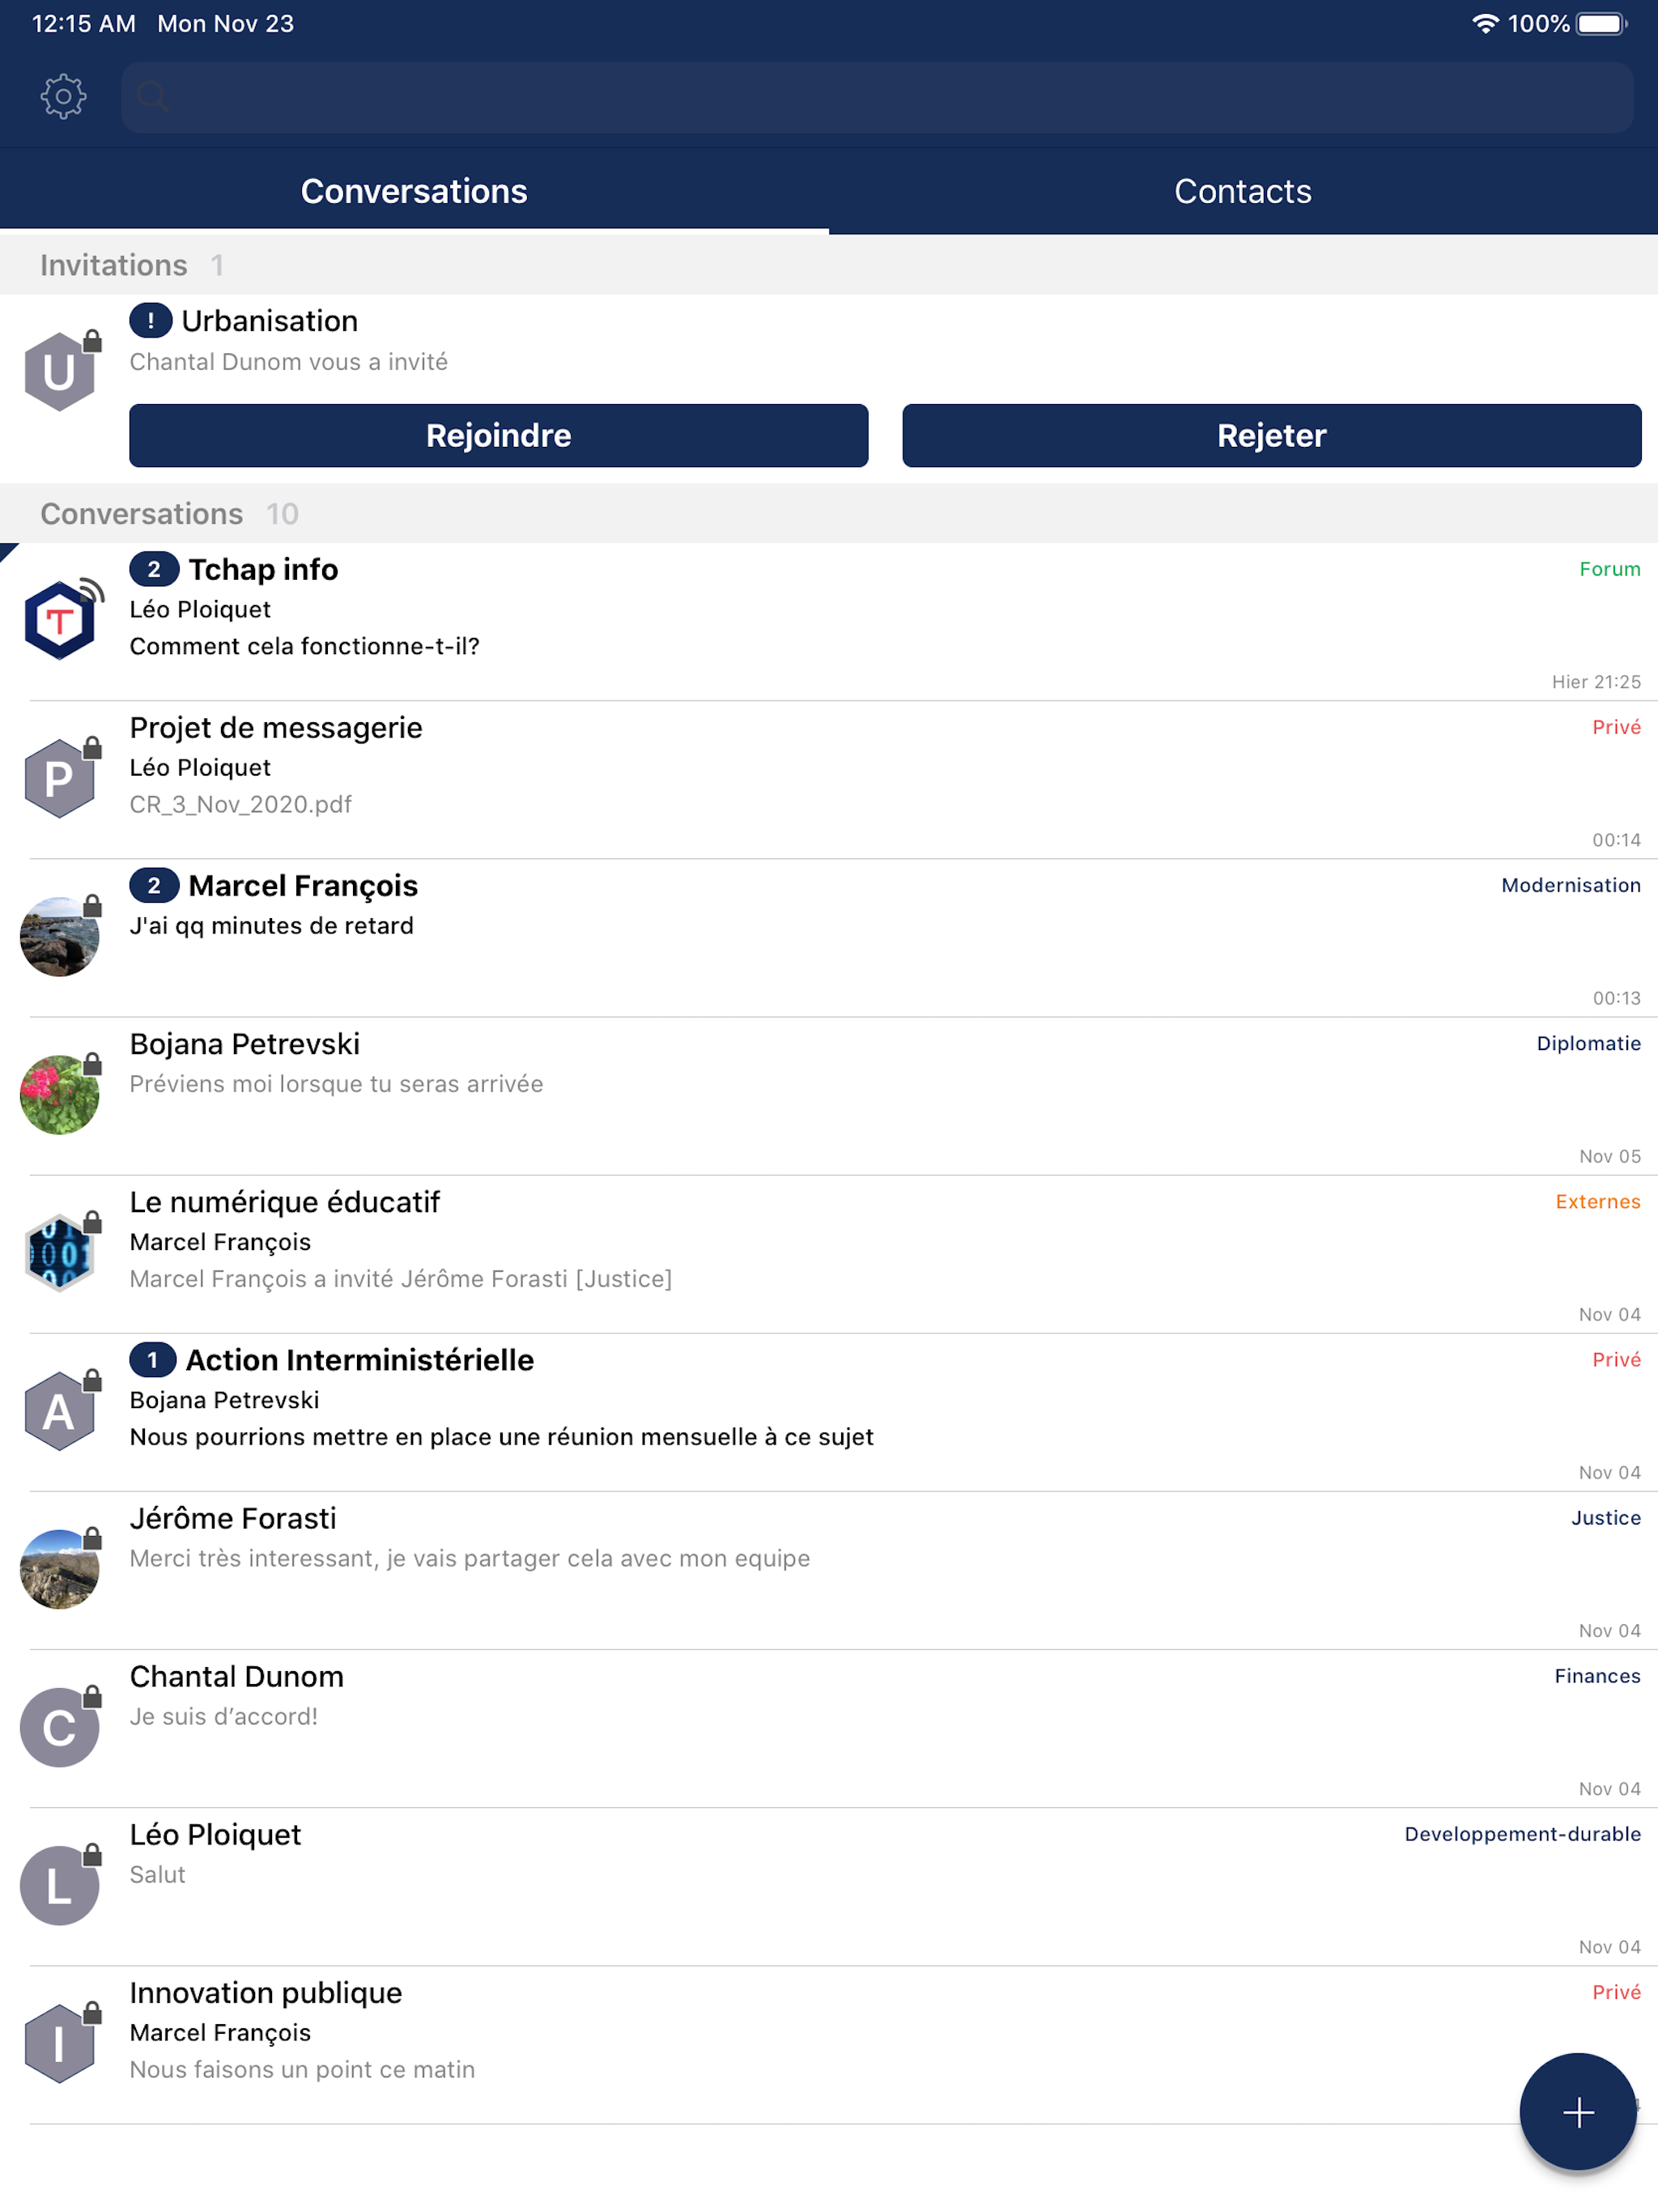 12:15 AM Mon Nov 23 100%
Conversations Contacts
Invitations 1
! Urbanisation
U
Chantal Dunom vous a invité
Rejoindre Rejeter
Conversations 10
2 Tchap info Forum
T
Léo Ploiquet
Comment cela fonctionne-t-il?
Hier 21:25
Projet de messagerie Privé
P
Léo Ploiquet
CR_3_Nov_2020.pdf
00:14
2 Marcel François Modernisation
J'ai qq minutes de retard
00:13
Bojana Petrevski Diplomatie
Préviens moi lorsque tu seras arrivée
Nov 05
Le numérique éducatif Externes
Marcel François
Marcel François a invité Jérôme Forasti [Justice]
Nov 04
1 Action Interministérielle Privé
A
Bojana Petrevski
Nous pourrions mettre en place une réunion mensuelle à ce sujet
Nov 04
Jérôme Forasti Justice
Merci très interessant, je vais partager cela avec mon equipe
Nov 04
Chantal Dunom Finances
C
Je suis d’accord!
Nov 04
Léo Ploiquet Developpement-durable
L
Salut
Nov 04
Innovation publique Privé
I
Marcel François
Nous faisons un point ce matin